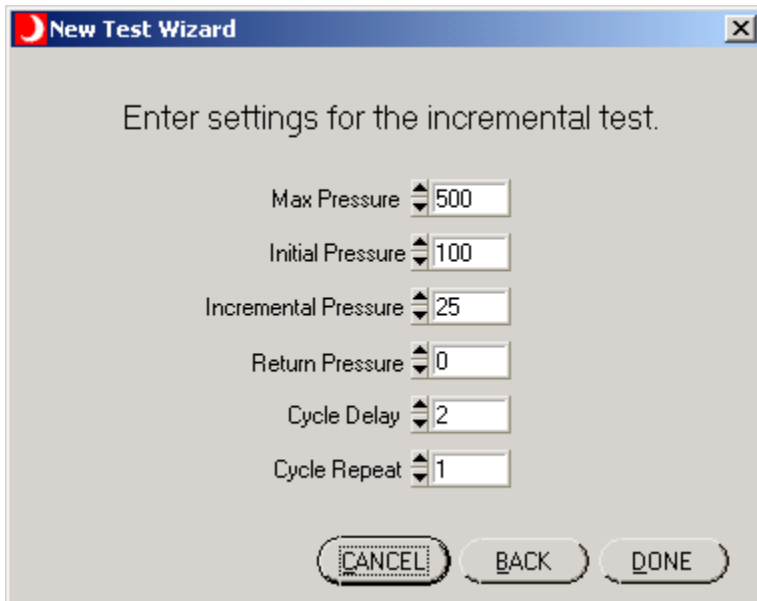 New Test Wizard
Enter settings for the incremental test.
Max Pressure 500
Initial Pressure 100
Incremental Pressure 25
Return Pressure 0
Cycle Delay 2
Cycle Repeat 1
CANCEL BACK DONE